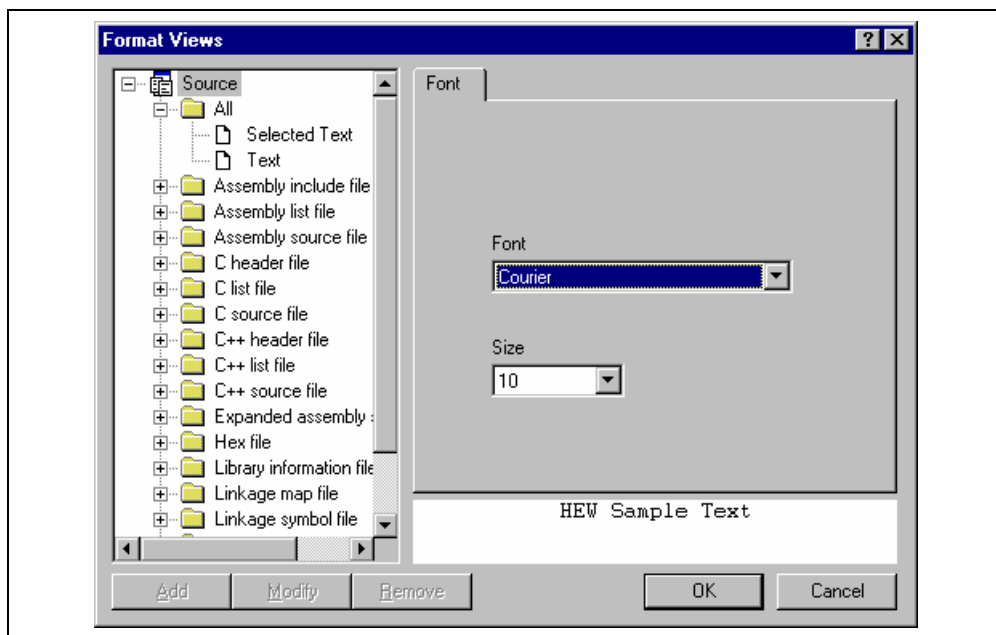 Format Views
Source
All
Selected Text
Text
Assembly include file
Assembly list file
Assembly source file
C header file
C list file
C source file
C++ header file
C++ list file
C++ source file
Expanded assembly
Hex file
Library information file
Linkage map file
Linkage symbol file
Font
Font
Courier
Size
10
HEW Sample Text
Add
Modify
Remove
OK
Cancel